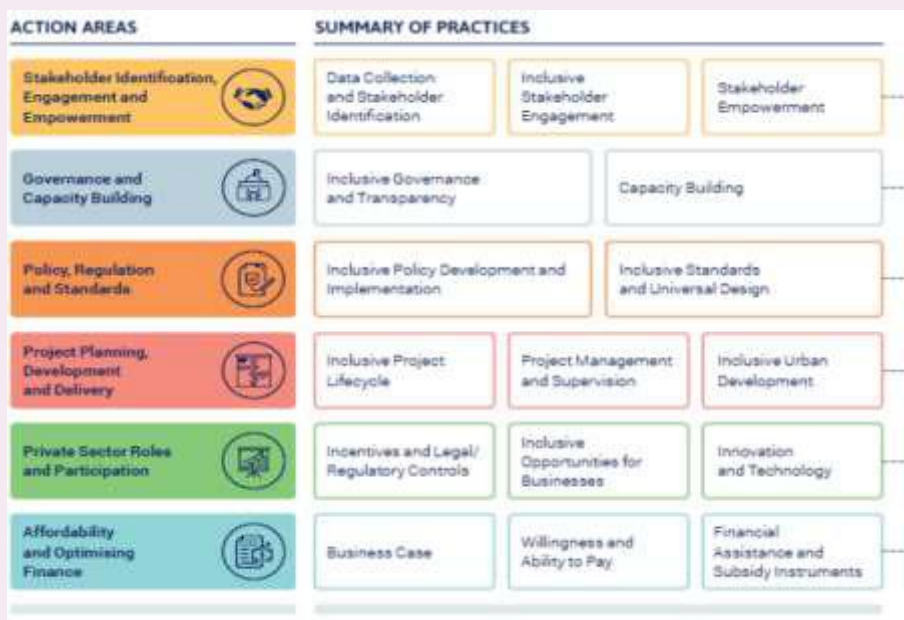 ACTION AREAS
SUMMARY OF PRACTICES
Stakeholder Identification,
Engagement and
Empowerment
Data Collection
and Stakeholder
Identification
Inclusive
Stakeholder
Engagement
Stakeholder
Empowerment
Governance and
Capacity Building
Inclusive Governance
and Transparency
Capacity Building
Policy, Regulation
and Standards
Inclusive Policy Development and
Implementation
Inclusive Standards
and Universal Design
Project Planning,
Development
and Delivery
Inclusive Project
Lifecycle
Project Management
and Supervision
Inclusive Urban
Development
Private Sector Roles
and Participation
Incentives and Legal/
Regulatory Controls
Inclusive
Opportunities for
Businesses
Innovation
and Technology
Affordability
and Optimising
Finance
Business Case
Willingness and
Ability to Pay
Financial
Assistance and
Subsidy Instruments